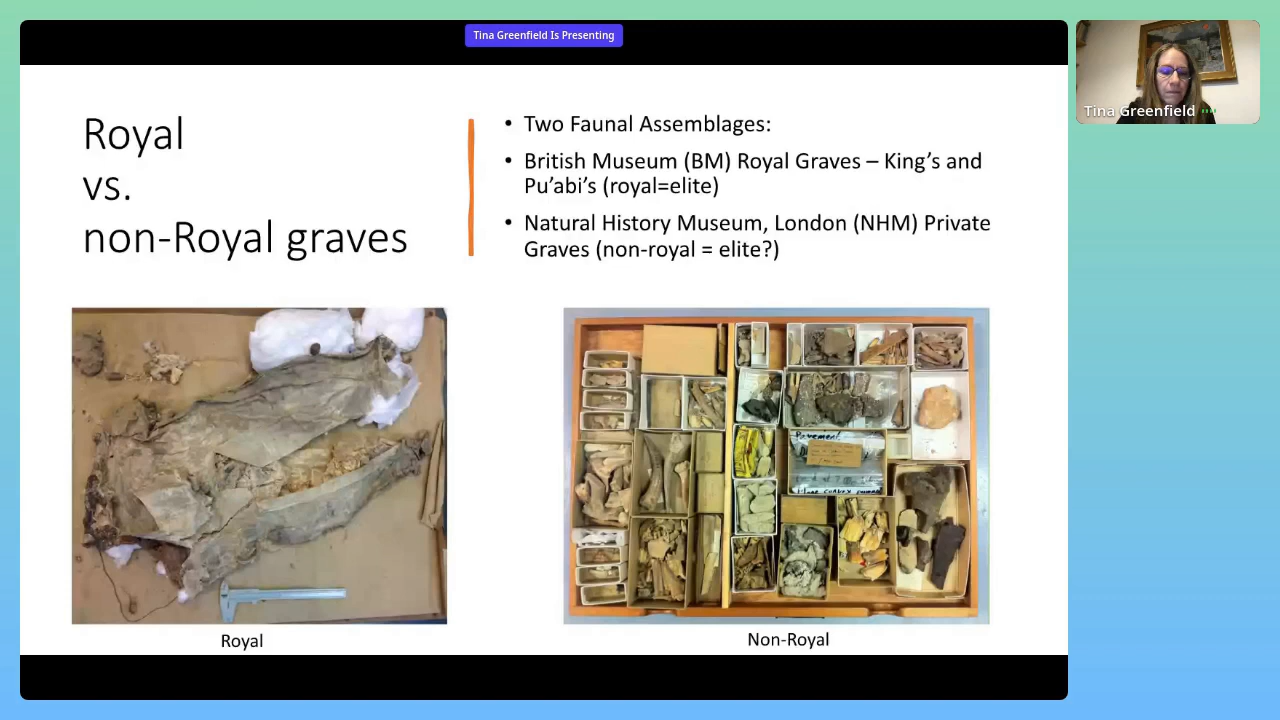 Tina Greenfield Is Presenting
Tina Greenfield
Royal
vs.
non-Royal graves
• Two Faunal Assemblages:
• British Museum (BM) Royal Graves – King's and
Pu'abi's (royal=elite)
• Natural History Museum, London (NHM) Private
Graves (non-royal = elite?)
Pavement
Royal
Non-Royal